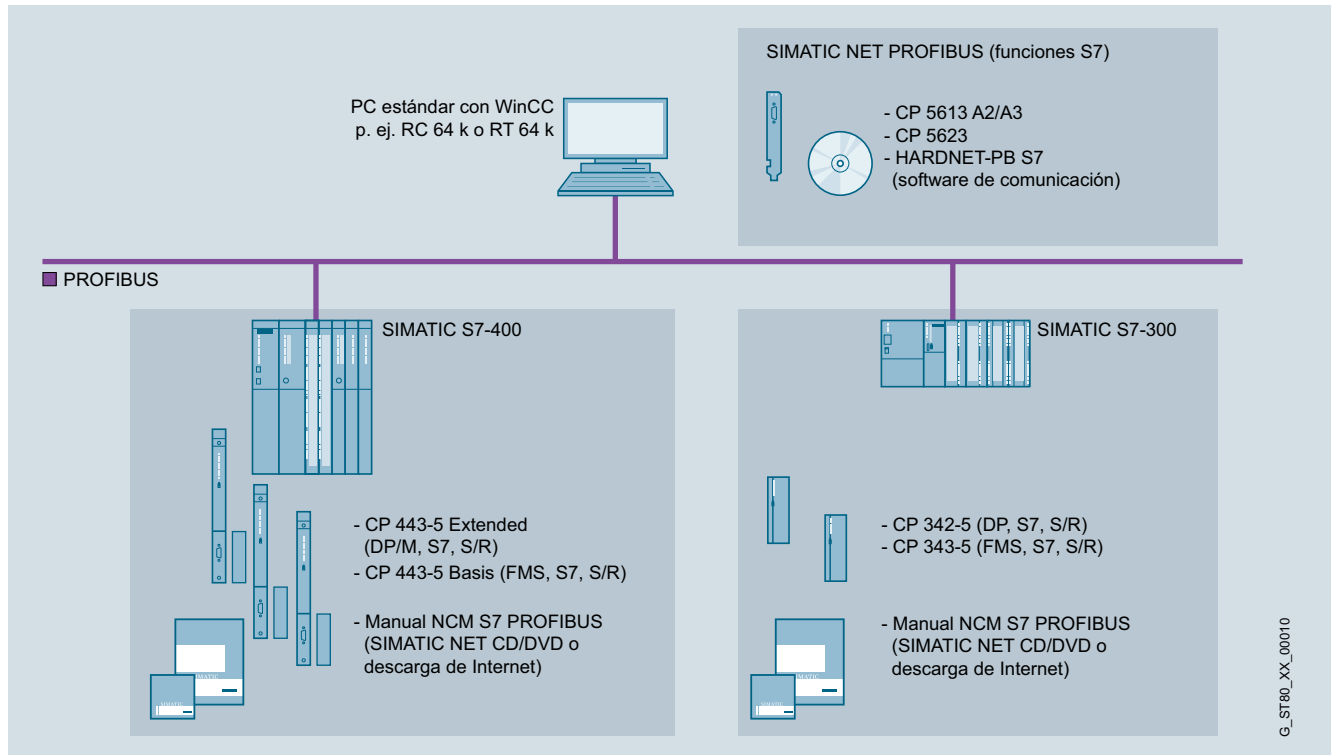 SIMATIC NET PROFIBUS (funciones S7)
PC estándar con WinCC
p. ej. RC 64 k o RT 64 k
- CP 5613 A2/A3
- CP 5623
- HARDNET-PB S7
(software de comunicación)
PROFIBUS
SIMATIC S7-400
- CP 443-5 Extended
(DP/M, S7, S/R)
- CP 443-5 Basis (FMS, S7, S/R)
- Manual NCM S7 PROFIBUS
(SIMATIC NET CD/DVD o
descarga de Internet)
SIMATIC
SIMATIC
SIMATIC S7-300
- CP 342-5 (DP, S7, S/R)
- CP 343-5 (FMS, S7, S/R)
- Manual NCM S7 PROFIBUS
(SIMATIC NET CD/DVD o
descarga de Internet)
SIMATIC
SIMATIC
G_ST80_XX_00010